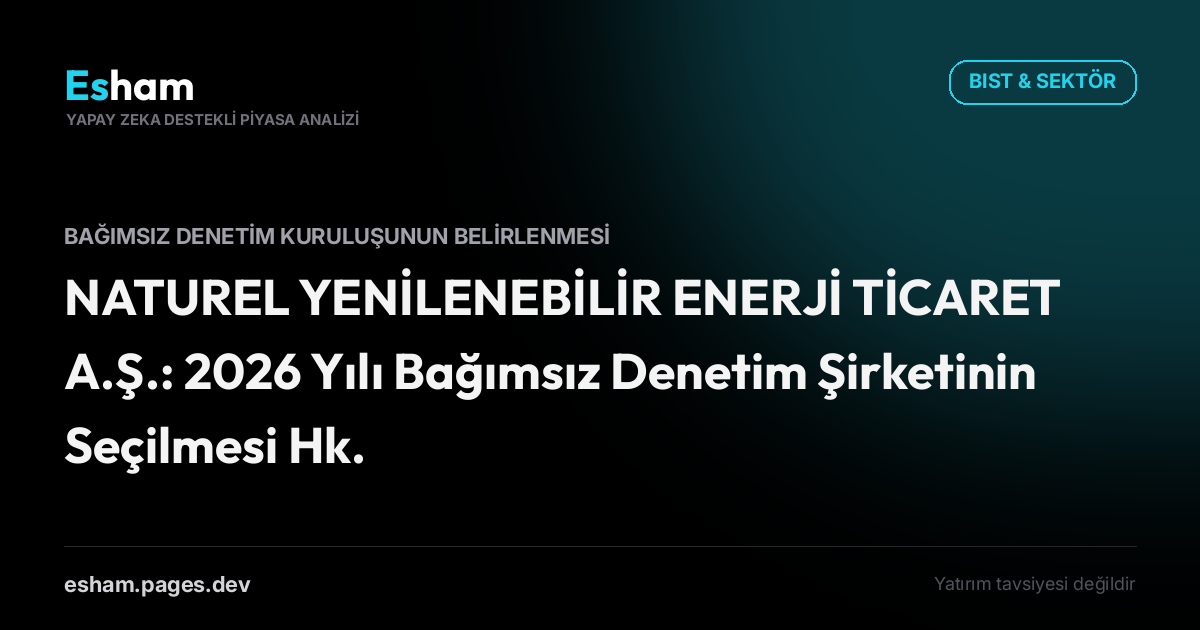 Esham
BIST & SEKTÖR
YAPAY ZEKA DESTEKLİ PİYASA ANALİZİ
BAĞIMSIZ DENETİM KURULUŞUNUN BELİRLENMESİ
NATUREL YENİLENEBİLİR ENERJİ TİCARET
A.Ş.: 2026 Yılı Bağımsız Denetim Şirketinin
Seçilmesi Hk.
esham.pages.dev
Yatırım tavsiyesi değildir